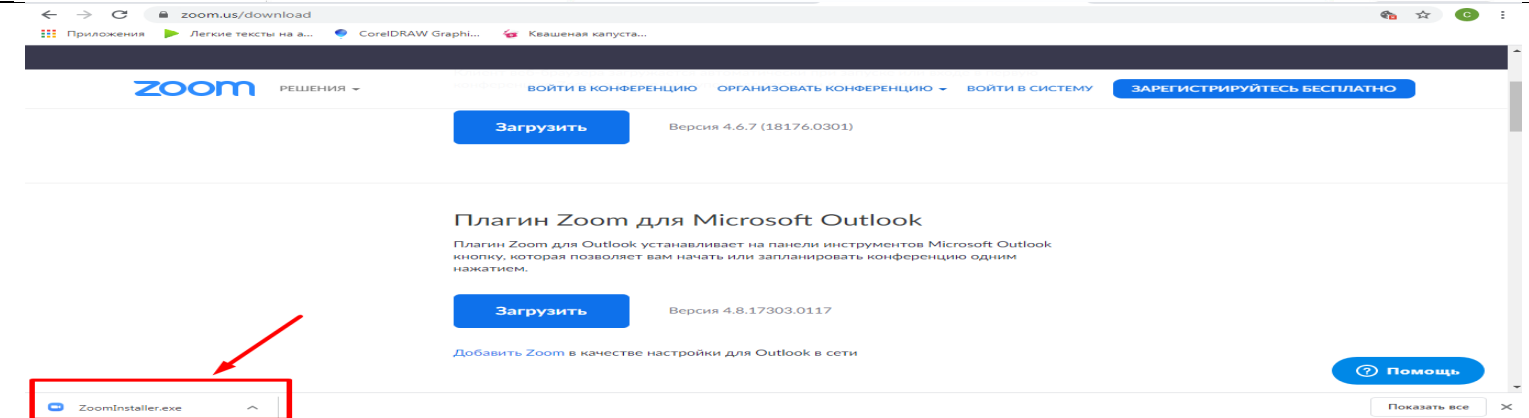 zoom.us/download
C
Приложения Легкие тексты на а... CorelDRAW Graphi... Квашеная капуста...
zoom РЕШЕНИЯ ВОЙТИ В КОНФЕРЕНЦИЮ ОРГАНИЗОВАТЬ КОНФЕРЕНЦИЮ ВОЙТИ В СИСТЕМУ ЗАРЕГИСТРИРУЙТЕСЬ БЕСПЛАТНО
Загрузить Версия 4.6.7 (18176.0301)
Плагин Zoom для Microsoft Outlook
Плагин Zoom для Outlook устанавливает на панели инструментов Microsoft Outlook
кнопку, которая позволяет вам начать или запланировать конференцию одним
нажатием.
Загрузить Версия 4.8.17303.0117
Добавить Zoom в качестве настройки для Outlook в сети
Помощь
ZoomInstaller.exe Показать все